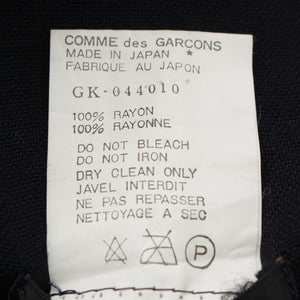 COMME des GARCONS
MADE IN JAPAN *
FABRIQUE AU JAPON
GK-044010
100% RAYON
100% RAYONNE
DO NOT BLEACH
DO NOT IRON
DRY CLEAN ONLY
JAVEL INTERDIT
NE PAS REPASSER
NETTOYAGE A SEC
P